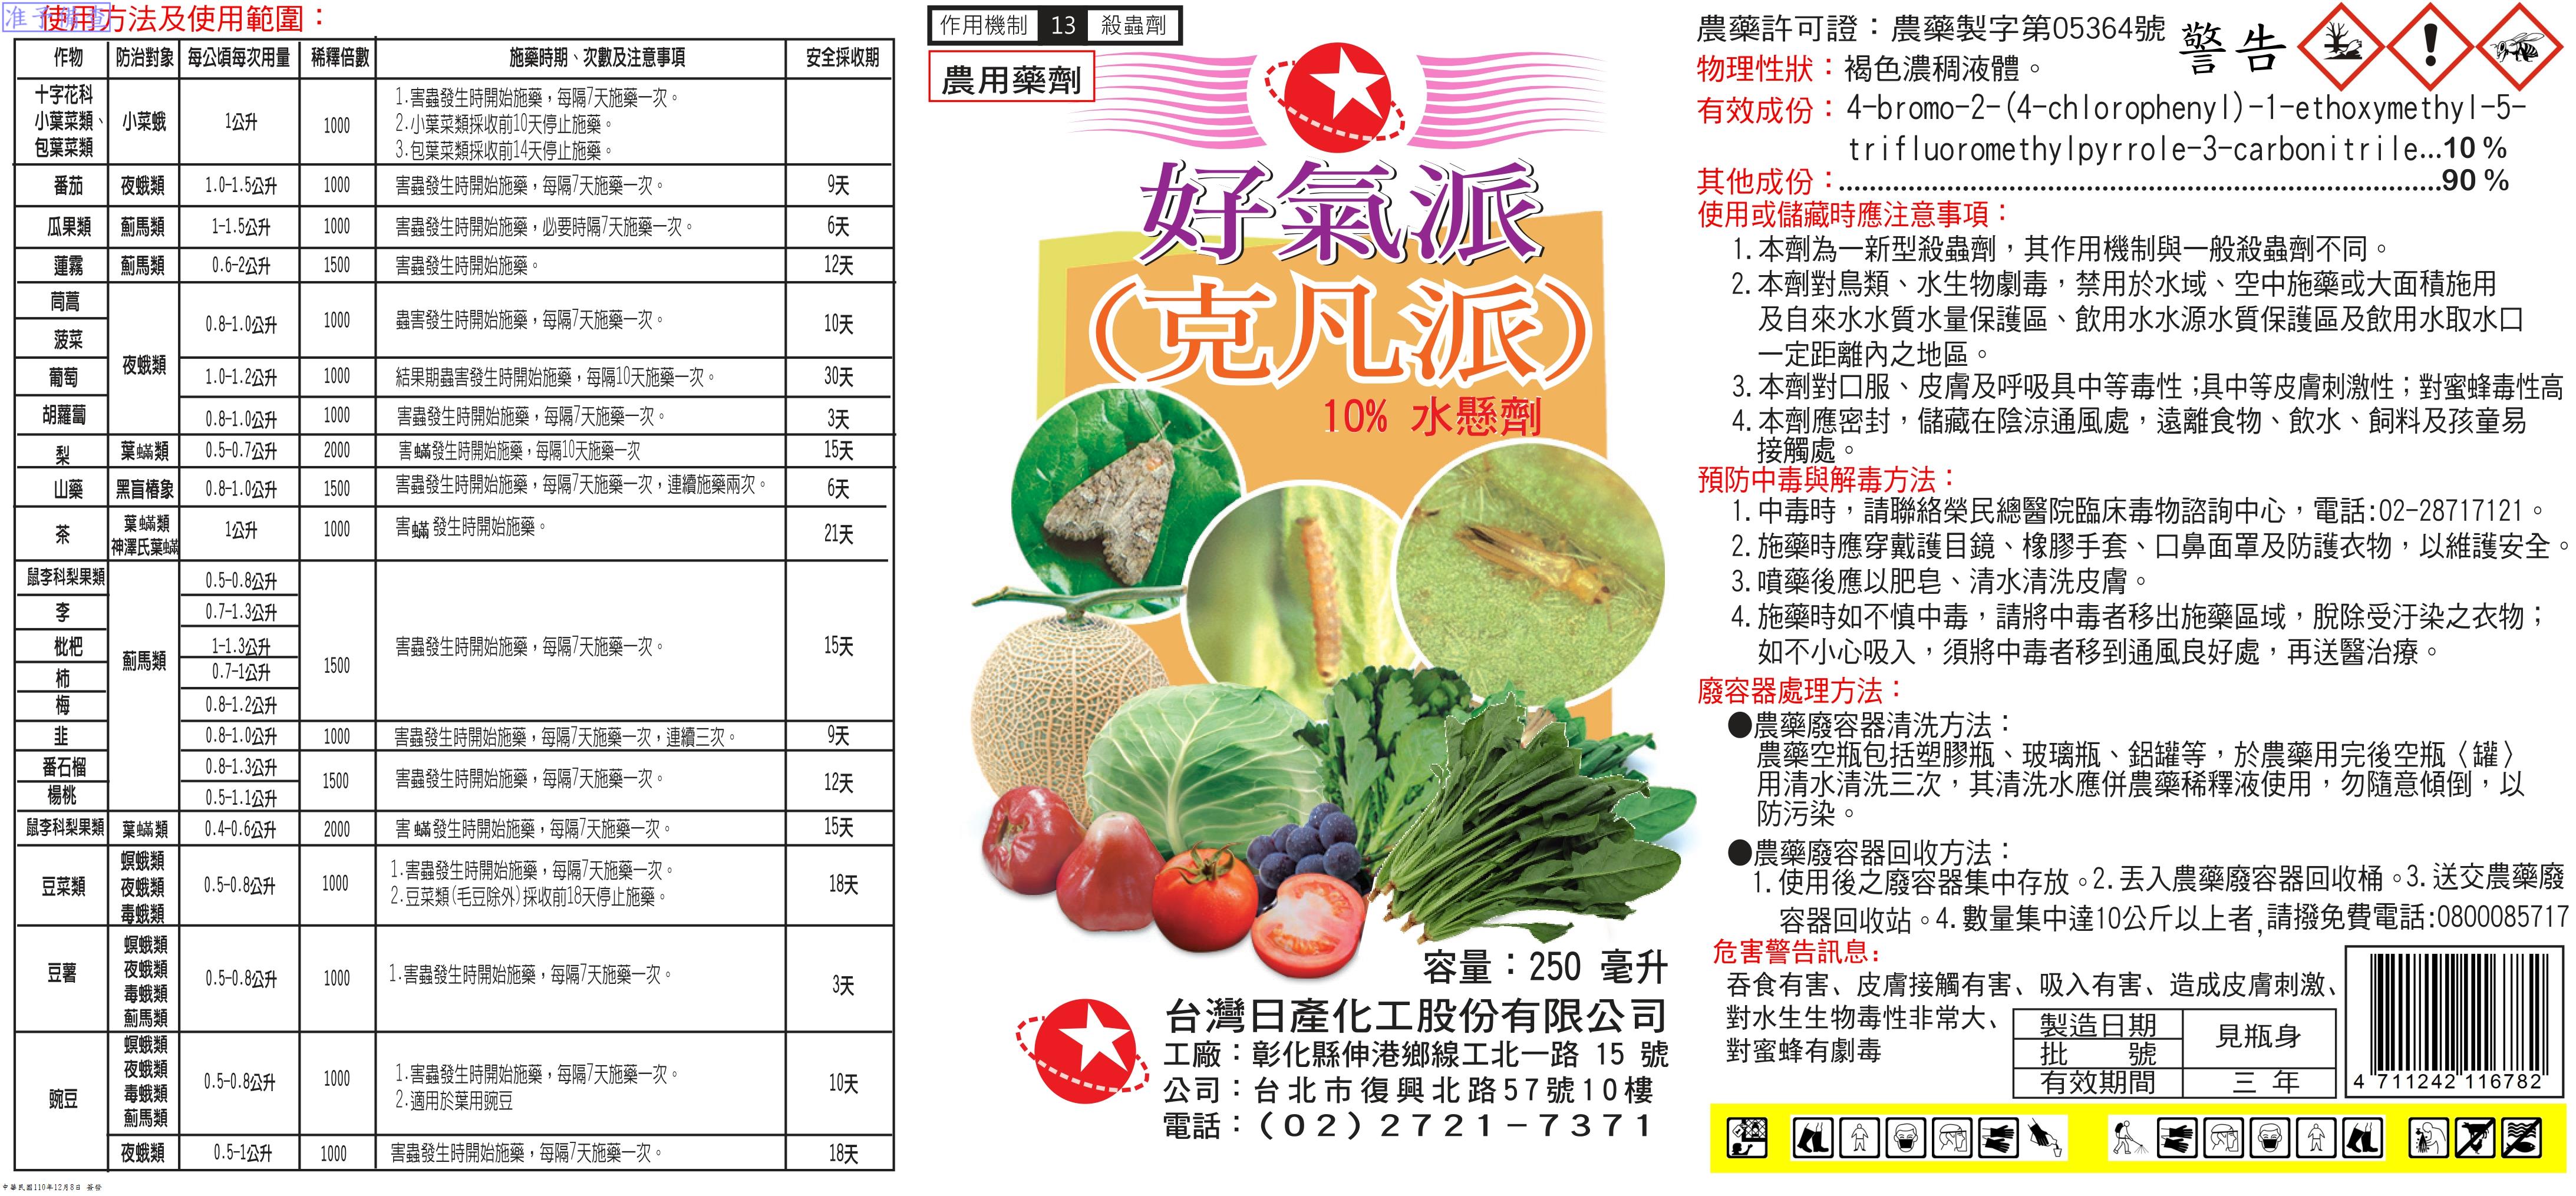 准予備查
使用方法及使用範圍：
作物 防治對象 每公頃每次用量 稀釋倍數 施藥時期、次數及注意事項 安全採收期
十字花科
小葉菜類、
包葉菜類
小菜蛾 1公升 1000
1.害蟲發生時開始施藥，每隔7天施藥一次。
2.小葉菜類採收前10天停止施藥。
3.包葉菜類採收前14天停止施藥。
番茄 夜蛾類 1.0-1.5公升 1000 害蟲發生時開始施藥，每隔7天施藥一次。 9天
瓜果類 薊馬類 1-1.5公升 1000 害蟲發生時開始施藥，必要時隔7天施藥一次。 6天
蓮霧 薊馬類 0.6-2公升 1500 害蟲發生時開始施藥。 12天
茼蒿
菠菜
夜蛾類
0.8-1.0公升 1000 蟲害發生時開始施藥，每隔7天施藥一次。 10天
葡萄 1.0-1.2公升 1000 結果期蟲害發生時開始施藥，每隔10天施藥一次。 30天
胡蘿蔔 0.8-1.0公升 1000 害蟲發生時開始施藥，每隔7天施藥一次。 3天
梨 葉蟎類 0.5-0.7公升 2000 害蟎發生時開始施藥，每隔10天施藥一次 15天
山藥 黑盲椿象 0.8-1.0公升 1500 害蟲發生時開始施藥，每隔7天施藥一次，連續施藥兩次。 6天
茶 葉蟎類
神澤氏葉蟎
1公升 1000 害蟎發生時開始施藥。 21天
鼠李科梨果類 0.5-0.8公升
李 0.7-1.3公升
枇杷 1-1.3公升
薊馬類 1500 害蟲發生時開始施藥，每隔7天施藥一次。 15天
柿 0.7-1公升
梅 0.8-1.2公升
韭 0.8-1.0公升 1000 害蟲發生時開始施藥，每隔7天施藥一次，連續三次。 9天
番石榴 0.8-1.3公升
1500 害蟲發生時開始施藥，每隔7天施藥一次。 12天
楊桃 0.5-1.1公升
鼠李科梨果類 葉蟎類 0.4-0.6公升 2000 害蟎發生時開始施藥，每隔7天施藥一次。 15天
豆菜類
螟蛾類
夜蛾類
毒蛾類
0.5-0.8公升 1000
1.害蟲發生時開始施藥，每隔7天施藥一次。
2.豆菜類(毛豆除外)採收前18天停止施藥。
18天
豆薯
螟蛾類
夜蛾類
毒蛾類
薊馬類
0.5-0.8公升 1000 1.害蟲發生時開始施藥，每隔7天施藥一次。 3天
豌豆
螟蛾類
夜蛾類
毒蛾類
薊馬類
0.5-0.8公升 1000
1.害蟲發生時開始施藥，每隔7天施藥一次。
2.適用於葉用豌豆
10天
夜蛾類 0.5-1公升 1000 害蟲發生時開始施藥，每隔7天施藥一次。 18天
中華民國110年12月8日 簽發
作用機制 13 殺蟲劑
農用藥劑
好氣派
（克凡派）
10% 水懸劑
容量：250 毫升
台灣日產化工股份有限公司
工廠：彰化縣伸港鄉線工北一路 15 號
公司：台北市復興北路57號10樓
電話：(02)2721-7371
農藥許可證：農藥製字第05364號
警告
物理性狀：褐色濃稠液體。
有效成份：4-bromo-2-(4-chlorophenyl)-1-ethoxymethyl-5-
trifluoromethylpyrrole-3-carbonitrile...10 %
其他成份：..........90 %
使用或儲藏時應注意事項：
1.本劑為一新型殺蟲劑，其作用機制與一般殺蟲劑不同。
2.本劑對鳥類、水生物劇毒，禁用於水域、空中施藥或大面積施用
及自來水水質水量保護區、飲用水水源水質保護區及飲用水取水口
一定距離內之地區。
3.本劑對口服、皮膚及呼吸具中等毒性；具中等皮膚刺激性；對蜜蜂毒性高
4.本劑應密封，儲藏在陰涼通風處，遠離食物、飲水、飼料及孩童易
接觸處。
預防中毒與解毒方法：
1.中毒時，請聯絡榮民總醫院臨床毒物諮詢中心，電話:02-28717121。
2.施藥時應穿戴護目鏡、橡膠手套、口鼻面罩及防護衣物，以維護安全。
3.噴藥後應以肥皂、清水清洗皮膚。
4.施藥時如不慎中毒，請將中毒者移出施藥區域，脫除受汙染之衣物；
如不小心吸入，須將中毒者移到通風良好處，再送醫治療。
廢容器處理方法：
●農藥廢容器清洗方法：
農藥空瓶包括塑膠瓶、玻璃瓶、鋁罐等，於農藥用完後空瓶〈罐〉
用清水清洗三次，其清洗水應併農藥稀釋液使用，勿隨意傾倒，以
防污染。
●農藥廢容器回收方法：
1.使用後之廢容器集中存放。2.丟入農藥廢容器回收桶。3.送交農藥廢
容器回收站。4.數量集中達10公斤以上者,請撥免費電話:0800085717
危害警告訊息:
吞食有害、皮膚接觸有害、吸入有害、造成皮膚刺激、
對水生生物毒性非常大、
對蜜蜂有劇毒
製造日期
批 號
見瓶身
有效期間 三 年
4 711242 116782